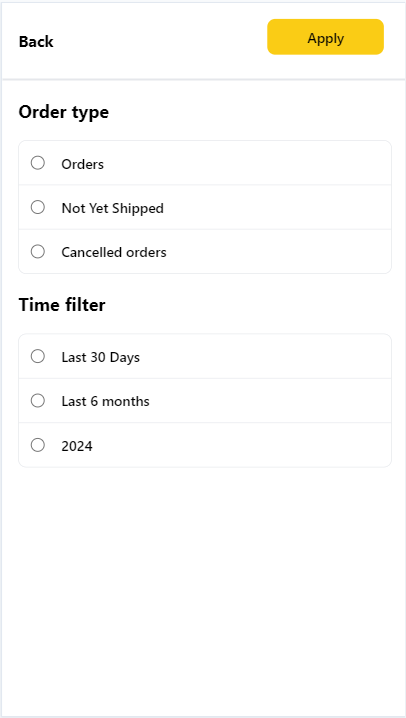 Back
Apply
Order type
Orders
Not Yet Shipped
Cancelled orders
Time filter
Last 30 Days
Last 6 months
2024